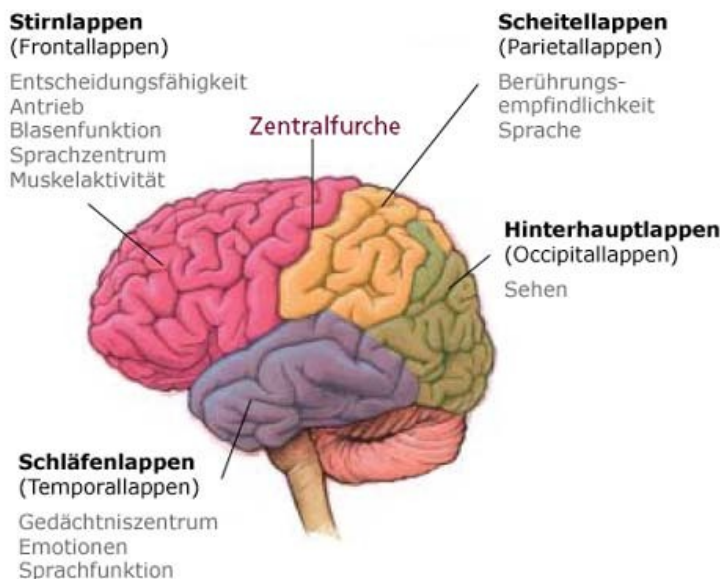 Stirnlappen
(Frontallappen)
Entscheidungsfähigkeit
Antrieb
Blasenfunktion
Sprachzentrum
Muskelaktivität
Zentralfurche
Scheitellappen
(Parietallappen)
Berührungs-
empfindlichkeit
Sprache
Hinterhauptlappen
(Occipitallappen)
Sehen
Schläfenlappen
(Temporallappen)
Gedächtniszentrum
Emotionen
Sprachfunktion